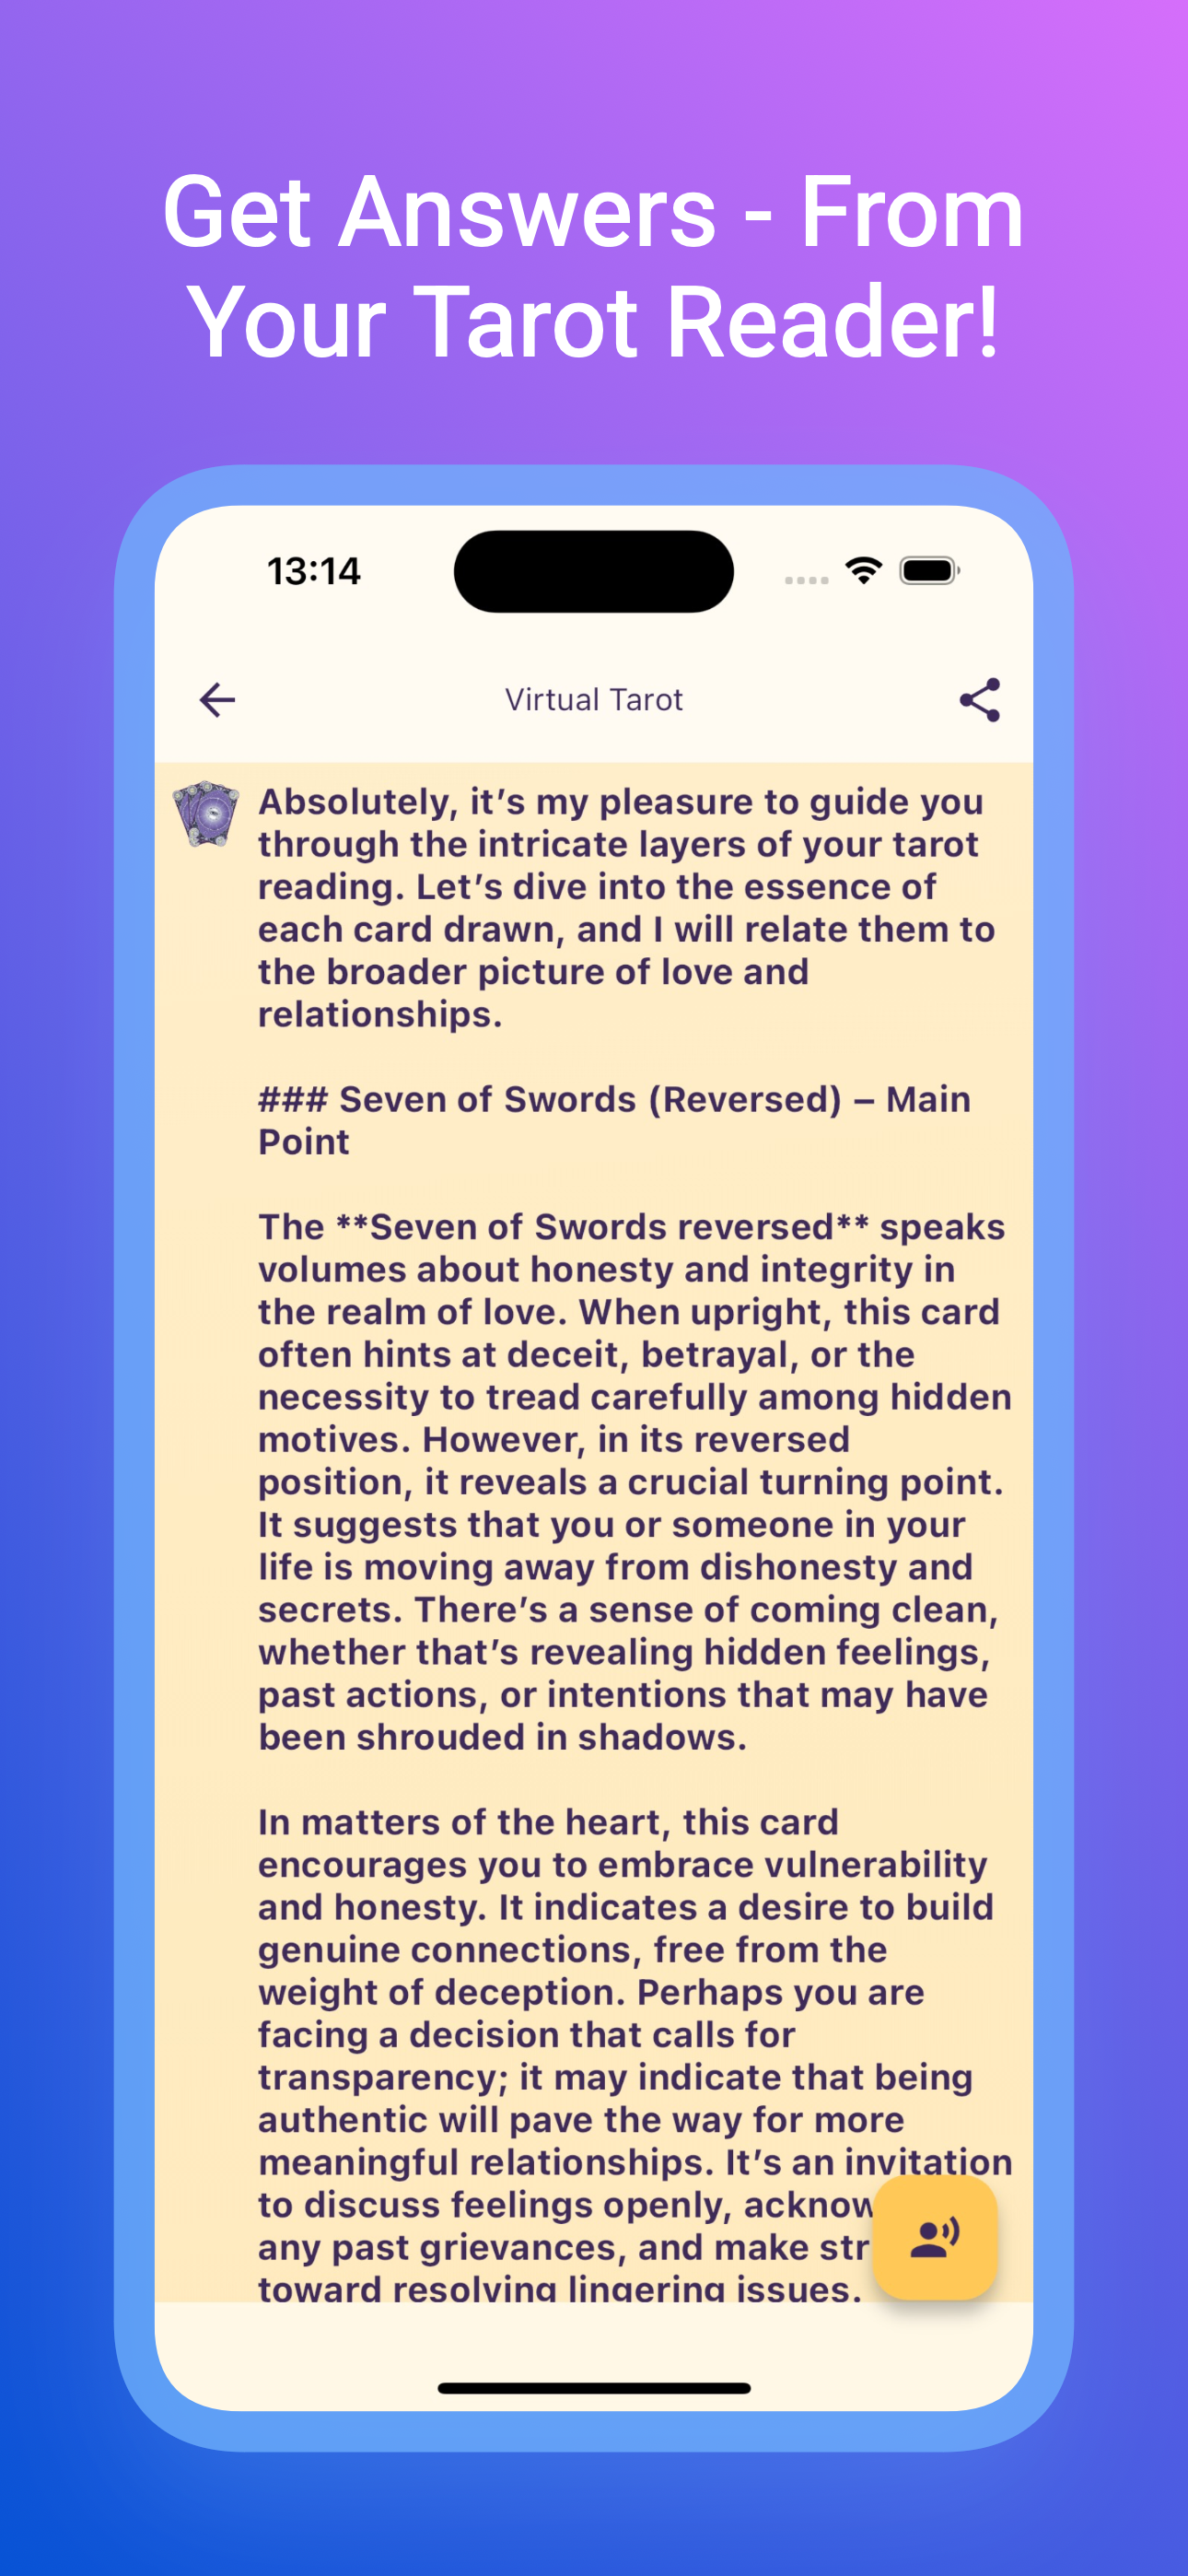 Get Answers - From
Your Tarot Reader!
13:14
Virtual Tarot
Absolutely, it’s my pleasure to guide you
through the intricate layers of your tarot
reading. Let’s dive into the essence of
each card drawn, and I will relate them to
the broader picture of love and
relationships.
### Seven of Swords (Reversed) – Main
Point
The **Seven of Swords reversed** speaks
volumes about honesty and integrity in
the realm of love. When upright, this card
often hints at deceit, betrayal, or the
necessity to tread carefully among hidden
motives. However, in its reversed
position, it reveals a crucial turning point.
It suggests that you or someone in your
life is moving away from dishonesty and
secrets. There’s a sense of coming clean,
whether that’s revealing hidden feelings,
past actions, or intentions that may have
been shrouded in shadows.
In matters of the heart, this card
encourages you to embrace vulnerability
and honesty. It indicates a desire to build
genuine connections, free from the
weight of deception. Perhaps you are
facing a decision that calls for
transparency; it may indicate that being
authentic will pave the way for more
meaningful relationships. It’s an invitation
to discuss feelings openly,
any past grievances, and make
toward resolving lingering issues.